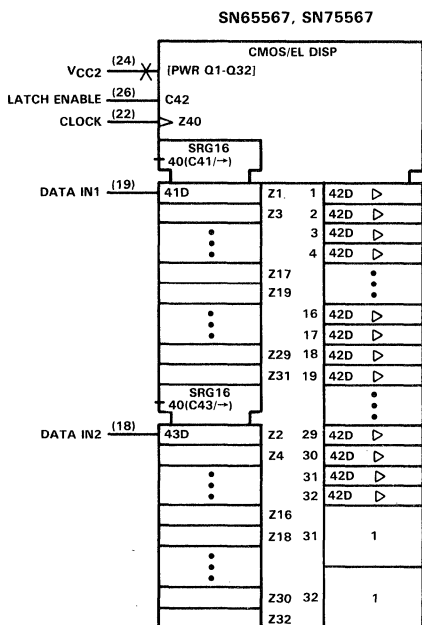 SN65567, SN75567
CMOS/EL DISP
VCC2 (24) [PWR Q1-Q32]
LATCH ENABLE (26) C42
CLOCK (22) Z40
SRG16
40(C41/→)
DATA IN1 (19) 41D Z1 1 42D ▷
Z3 2 42D ▷
3 42D ▷
4 42D ▷
Z17
Z19
16 42D ▷
17 42D ▷
Z29 18 42D ▷
Z31 19 42D ▷
SRG16
40(C43/→)
DATA IN2 (18) 43D Z2 29 42D ▷
Z4 30 42D ▷
31 42D ▷
32 42D ▷
Z16
Z18 31 1
Z30 32 1
Z32